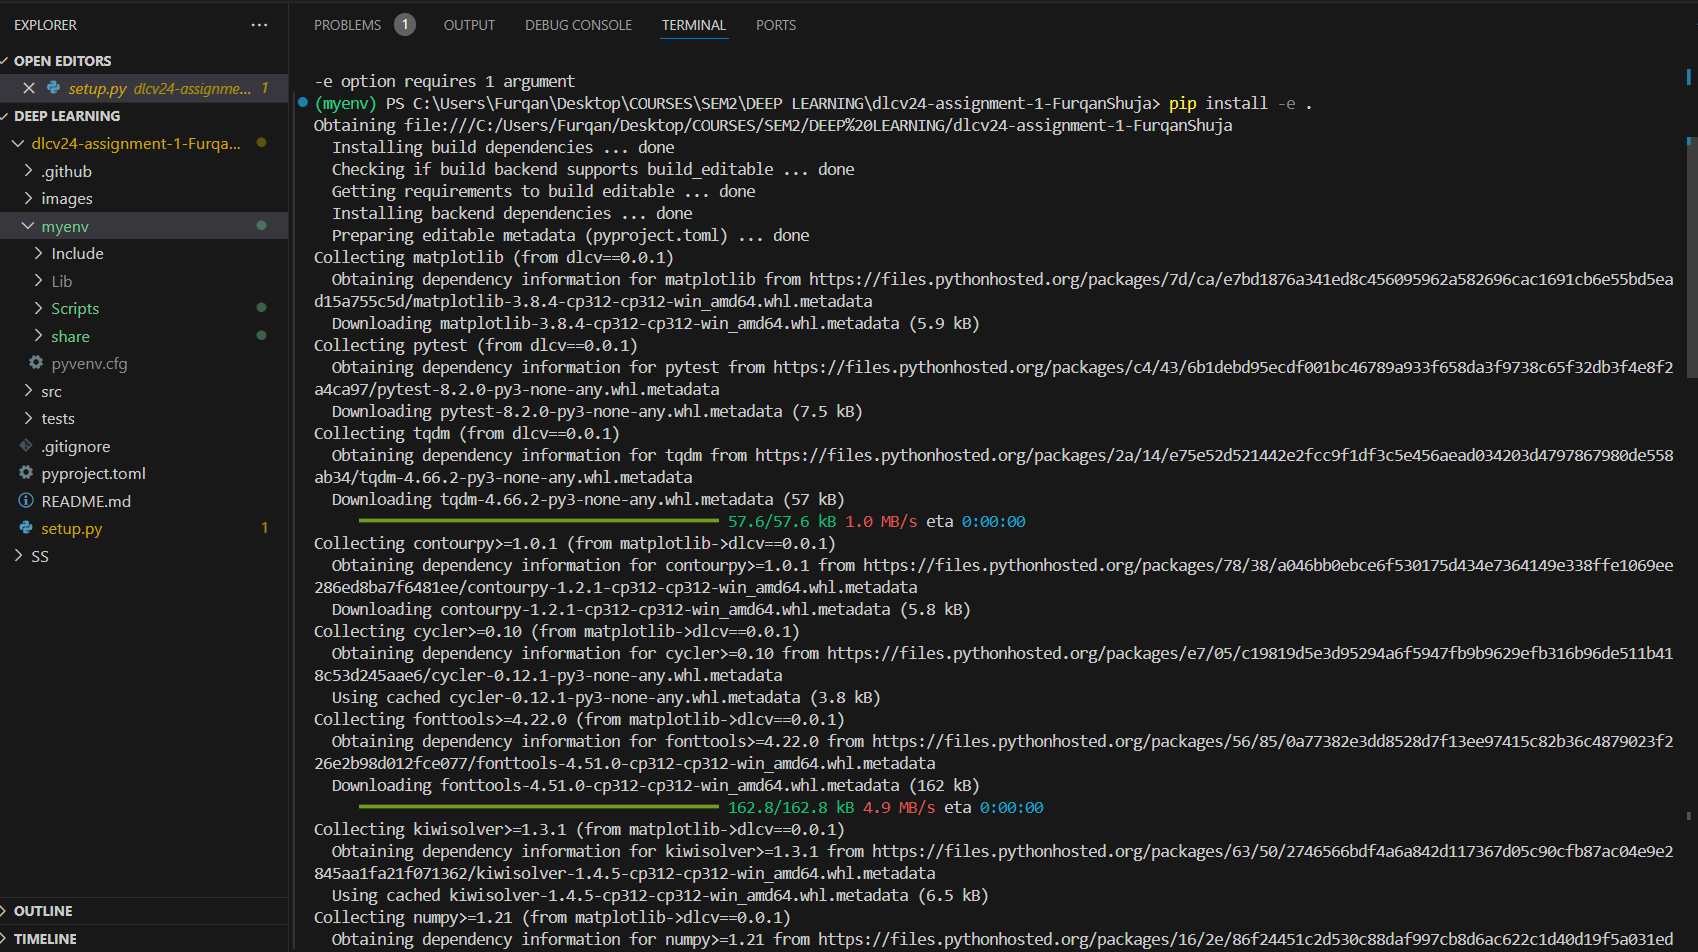 EXPLORER
...
OPEN EDITORS
setup.py dlcv24-assignme... 1
DEEP LEARNING
dlcv24-assignment-1-Furqa...
.github
images
myenv
Include
Lib
Scripts
share
pyvenv.cfg
src
tests
.gitignore
pyproject.toml
README.md
setup.py 1
SS
OUTLINE
TIMELINE
PROBLEMS 1 OUTPUT DEBUG CONSOLE TERMINAL PORTS
-e option requires 1 argument
(myenv) PS C:\Users\Furqan\Desktop\COURSES\SEM2\DEEP LEARNING\dlcv24-assignment-1-FurqanShuja> pip install -e .
Obtaining file:///C:/Users/Furqan/Desktop/COURSES/SEM2/DEEP%20LEARNING/dlcv24-assignment-1-FurqanShuja
Installing build dependencies ... done
Checking if build backend supports build_editable ... done
Getting requirements to build editable ... done
Installing backend dependencies ... done
Preparing editable metadata (pyproject.toml) ... done
Collecting matplotlib (from dlcv==0.0.1)
Obtaining dependency information for matplotlib from https://files.pythonhosted.org/packages/7d/ca/e7bd1876a341ed8c456095962a582696cac1691cb6e55bd5ea
d15a755c5d/matplotlib-3.8.4-cp312-cp312-win_amd64.whl.metadata
Downloading matplotlib-3.8.4-cp312-cp312-win_amd64.whl.metadata (5.9 kB)
Collecting pytest (from dlcv==0.0.1)
Obtaining dependency information for pytest from https://files.pythonhosted.org/packages/c4/43/6b1debd95ecdf001bc46789a933f658da3f9738c65f32db3f4e8f2
a4ca97/pytest-8.2.0-py3-none-any.whl.metadata
Downloading pytest-8.2.0-py3-none-any.whl.metadata (7.5 kB)
Collecting tqdm (from dlcv==0.0.1)
Obtaining dependency information for tqdm from https://files.pythonhosted.org/packages/2a/14/e75e52d521442e2fcc9f1df3c5e456aead034203d4797867980de558
ab34/tqdm-4.66.2-py3-none-any.whl.metadata
Downloading tqdm-4.66.2-py3-none-any.whl.metadata (57 kB)
57.6/57.6 kB 1.0 MB/s eta 0:00:00
Collecting contourpy>=1.0.1 (from matplotlib->dlcv==0.0.1)
Obtaining dependency information for contourpy>=1.0.1 from https://files.pythonhosted.org/packages/78/38/a046bb0ebce6f530175d434e7364149e338ffe1069ee
286ed8ba7f6481ee/contourpy-1.2.1-cp312-cp312-win_amd64.whl.metadata
Downloading contourpy-1.2.1-cp312-cp312-win_amd64.whl.metadata (5.8 kB)
Collecting cycler>=0.10 (from matplotlib->dlcv==0.0.1)
Obtaining dependency information for cycler>=0.10 from https://files.pythonhosted.org/packages/e7/05/c19819d5e3d95294a6f5947fb9b9629efb316b96de511b41
8c53d245aae6/cycler-0.12.1-py3-none-any.whl.metadata
Using cached cycler-0.12.1-py3-none-any.whl.metadata (3.8 kB)
Collecting fonttools>=4.22.0 (from matplotlib->dlcv==0.0.1)
Obtaining dependency information for fonttools>=4.22.0 from https://files.pythonhosted.org/packages/56/85/0a77382e3dd8528d7f13ee97415c82b36c4879023f2
26e2b98d012fce077/fonttools-4.51.0-cp312-cp312-win_amd64.whl.metadata
Downloading fonttools-4.51.0-cp312-cp312-win_amd64.whl.metadata (162 kB)
162.8/162.8 kB 4.9 MB/s eta 0:00:00
Collecting kiwisolver>=1.3.1 (from matplotlib->dlcv==0.0.1)
Obtaining dependency information for kiwisolver>=1.3.1 from https://files.pythonhosted.org/packages/63/50/2746566bdf4a6a842d117367d05c90cfb87ac04e9e2
845aa1fa21f071362/kiwisolver-1.4.5-cp312-cp312-win_amd64.whl.metadata
Using cached kiwisolver-1.4.5-cp312-cp312-win_amd64.whl.metadata (6.5 kB)
Collecting numpy>=1.21 (from matplotlib->dlcv==0.0.1)
Obtaining dependency information for numpy>=1.21 from https://files.pythonhosted.org/packages/16/2e/86f24451c2d530c88daf997cb8d6ac622c1d40d19f5a031ed